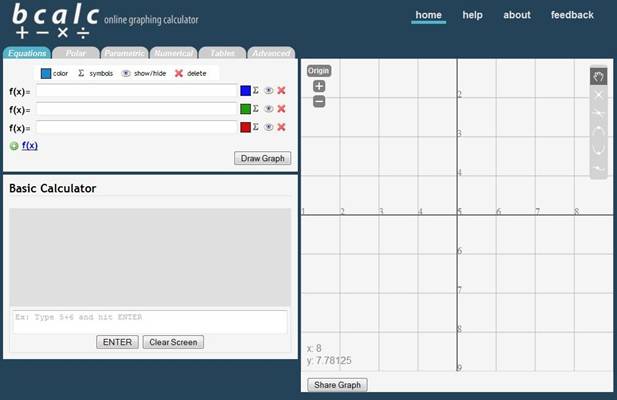 bcalc online graphing calculator
+ − × ÷
home help about feedback
Equations Polar Parametric Numerical Tables Advanced
color Σ symbols show/hide delete
f(x)= Σ
f(x)= Σ
f(x)= Σ
f(x)
Draw Graph
Basic Calculator
Ex: Type 5+6 and hit ENTER
ENTER Clear Screen
Origin
+
−
2
3
4
1 2 3 4 5 6 7 8
6
7
8
9
x: 8
y: 7.78125
Share Graph